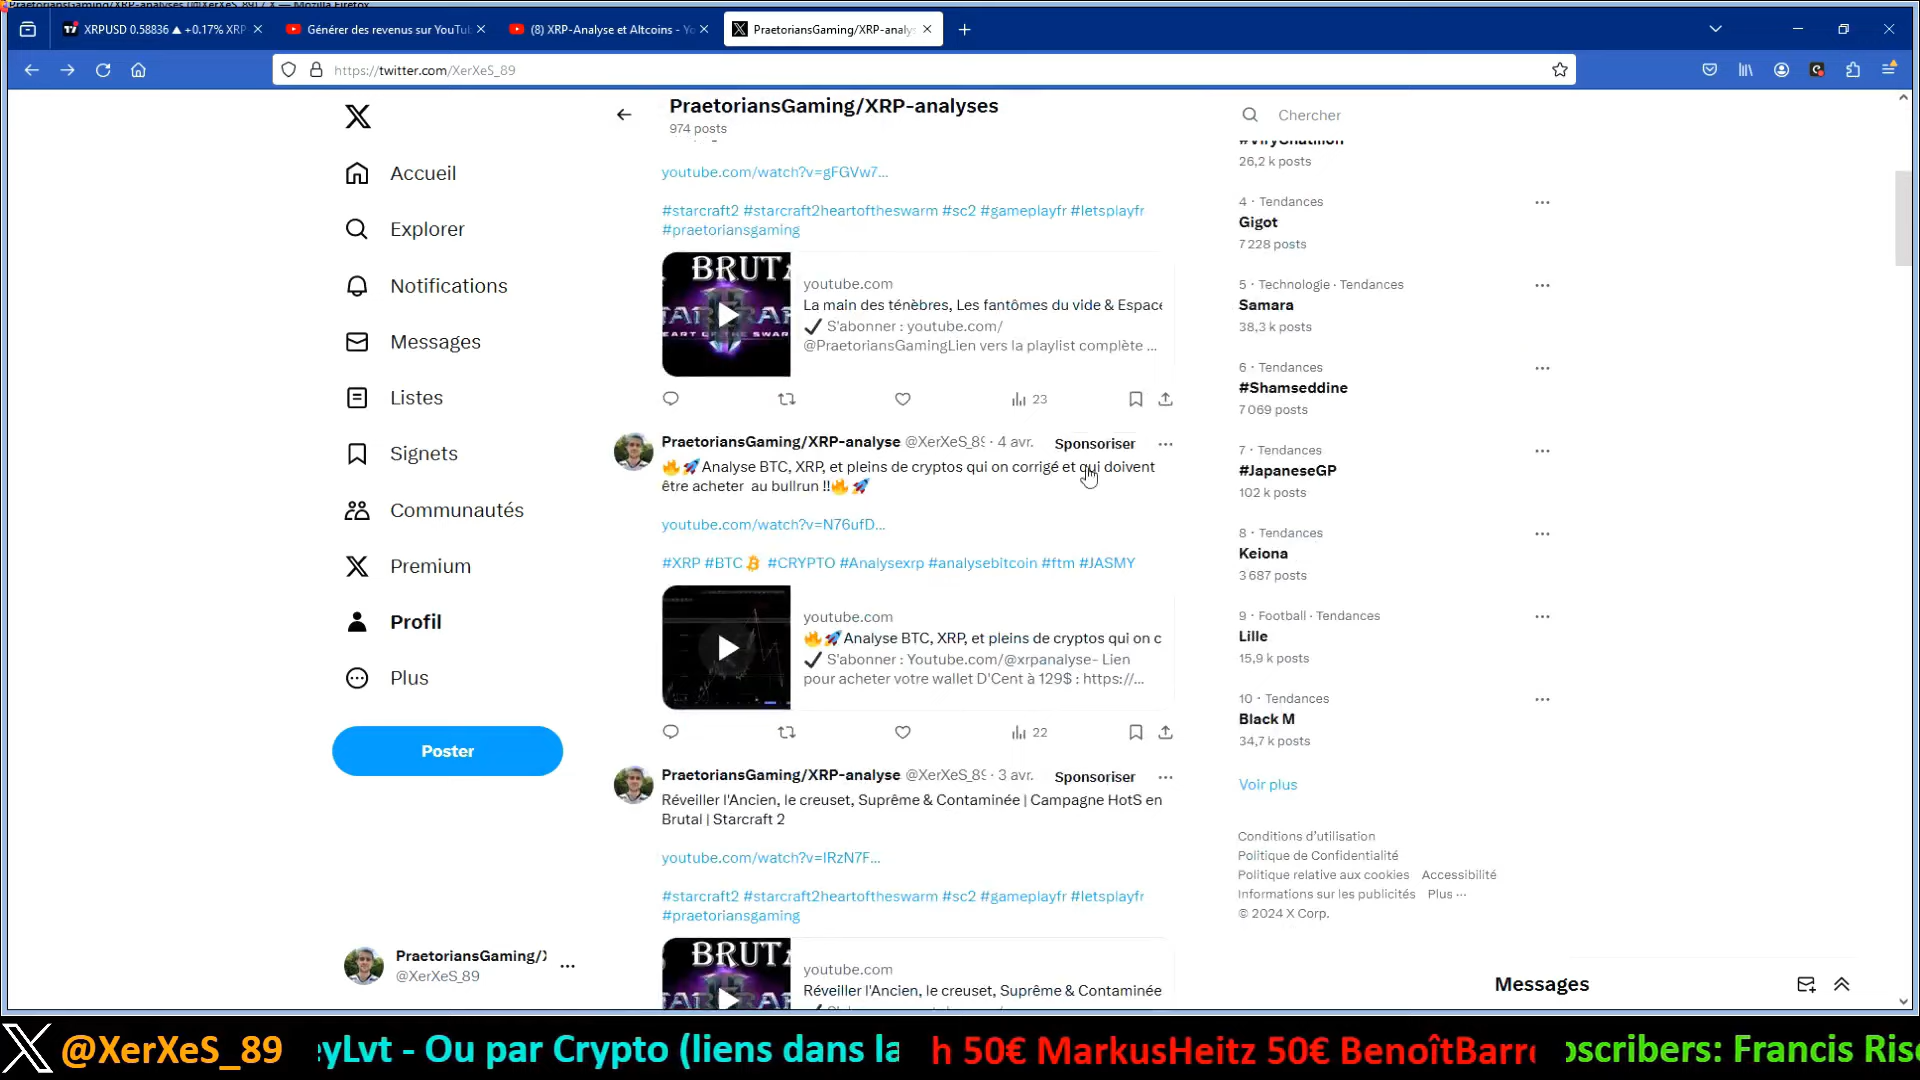 XRPUSD 0.58836 ▲ +0.17% XRP
Générer des revenus sur YouTu
(8) XRP-Analyse et Altcoins - Yo
PraetoriansGaming/XRP-analys
https://twitter.com/XerXeS_89
Accueil
Explorer
Notifications
Messages
Listes
Signets
Communautés
Premium
Profil
Plus
Poster
PraetoriansGaming/X
@XerXeS_89
PraetoriansGaming/XRP-analyses
974 posts
youtube.com/watch?v=gFGVw7...
#starcraft2 #starcraft2heartoftheswarm #sc2 #gameplayfr #letsplayfr
#praetoriansgaming
BRUTA
youtube.com
La main des ténèbres, Les fantômes du vide & Espace
✔ S'abonner : youtube.com/
@PraetoriansGamingLien vers la playlist complète ...
23
PraetoriansGaming/XRP-analyse @XerXeS_89 · 4 avr.
Sponsoriser
🔥🚀Analyse BTC, XRP, et pleins de cryptos qui on corrigé et qui doivent
être acheter au bullrun !!🔥🚀
youtube.com/watch?v=N76ufD...
#XRP #BTC #CRYPTO #Analysexrp #analysebitcoin #ftm #JASMY
youtube.com
🔥🚀Analyse BTC, XRP, et pleins de cryptos qui on c
✔ S'abonner : Youtube.com/@xrpanalyse- Lien
pour acheter votre wallet D'Cent à 129$ : https://...
22
PraetoriansGaming/XRP-analyse @XerXeS_89 · 3 avr.
Sponsoriser
Réveiller l'Ancien, le creuset, Suprême & Contaminée | Campagne HotS en
Brutal | Starcraft 2
youtube.com/watch?v=IRzN7F...
#starcraft2 #starcraft2heartoftheswarm #sc2 #gameplayfr #letsplayfr
#praetoriansgaming
BRUTA
youtube.com
Réveiller l'Ancien, le creuset, Suprême & Contaminée
Chercher
#ViryChatillon
26,2 k posts
4 · Tendances
Gigot
7 228 posts
5 · Technologie · Tendances
Samara
38,3 k posts
6 · Tendances
#Shamseddine
7 069 posts
7 · Tendances
#JapaneseGP
102 k posts
8 · Tendances
Keiona
3 687 posts
9 · Football · Tendances
Lille
15,9 k posts
10 · Tendances
Black M
34,7 k posts
Voir plus
Conditions d'utilisation
Politique de Confidentialité
Politique relative aux cookies Accessibilité
Informations sur les publicités Plus ...
© 2024 X Corp.
Messages
@XerXeS_89
eyLvt - Ou par Crypto (liens dans la
h 50€ MarkusHeitz 50€ BenoîtBarr
bscribers: Francis Ris